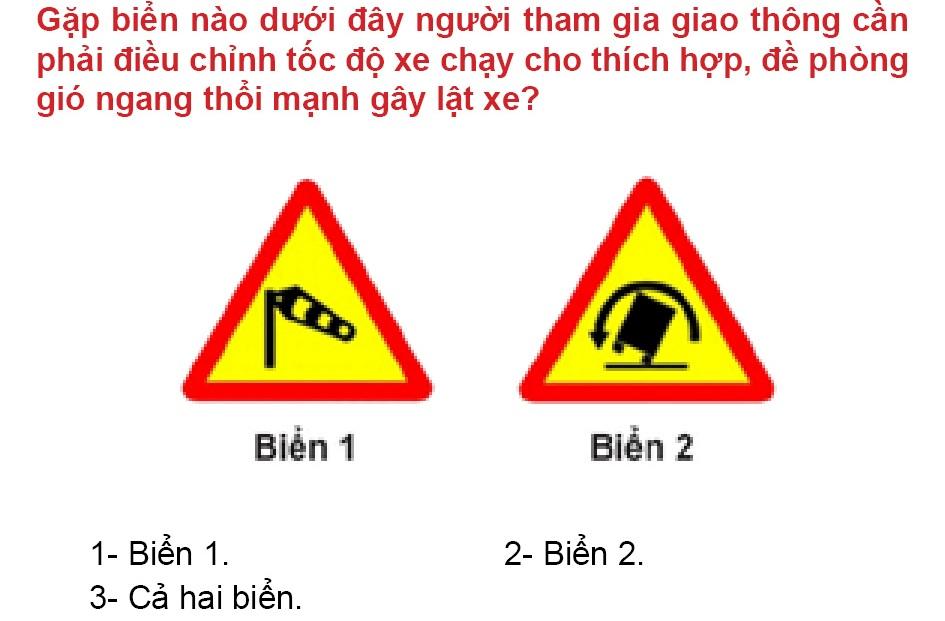 Gặp biển nào dưới đây người tham gia giao thông cần
phải điều chỉnh tốc độ xe chạy cho thích hợp, đề phòng
gió ngang thổi mạnh gây lật xe?
Biển 1
Biển 2
1- Biển 1.
2- Biển 2.
3- Cả hai biển.